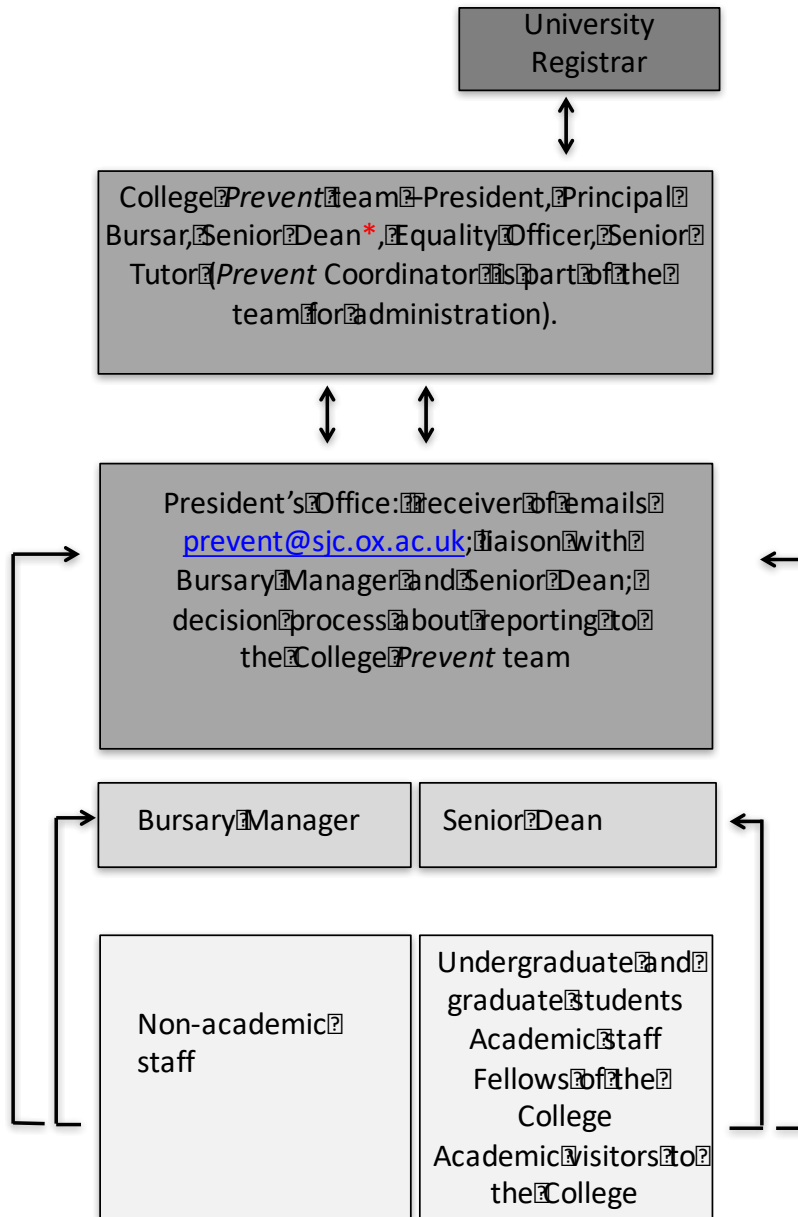 University
Registrar
College Prevent team – President, Principal
Bursar, Senior Dean*, Equality Officer, Senior
Tutor (Prevent Coordinator is part of the
team for administration).
President’s Office: receiver of emails
prevent@sjc.ox.ac.uk; liaison with
Bursary Manager and Senior Dean;
decision process about reporting to
the College Prevent team
Bursary Manager
Senior Dean
Non-academic
staff
Undergraduate and
graduate students
Academic staff
Fellows of the
College
Academic visitors to
the College